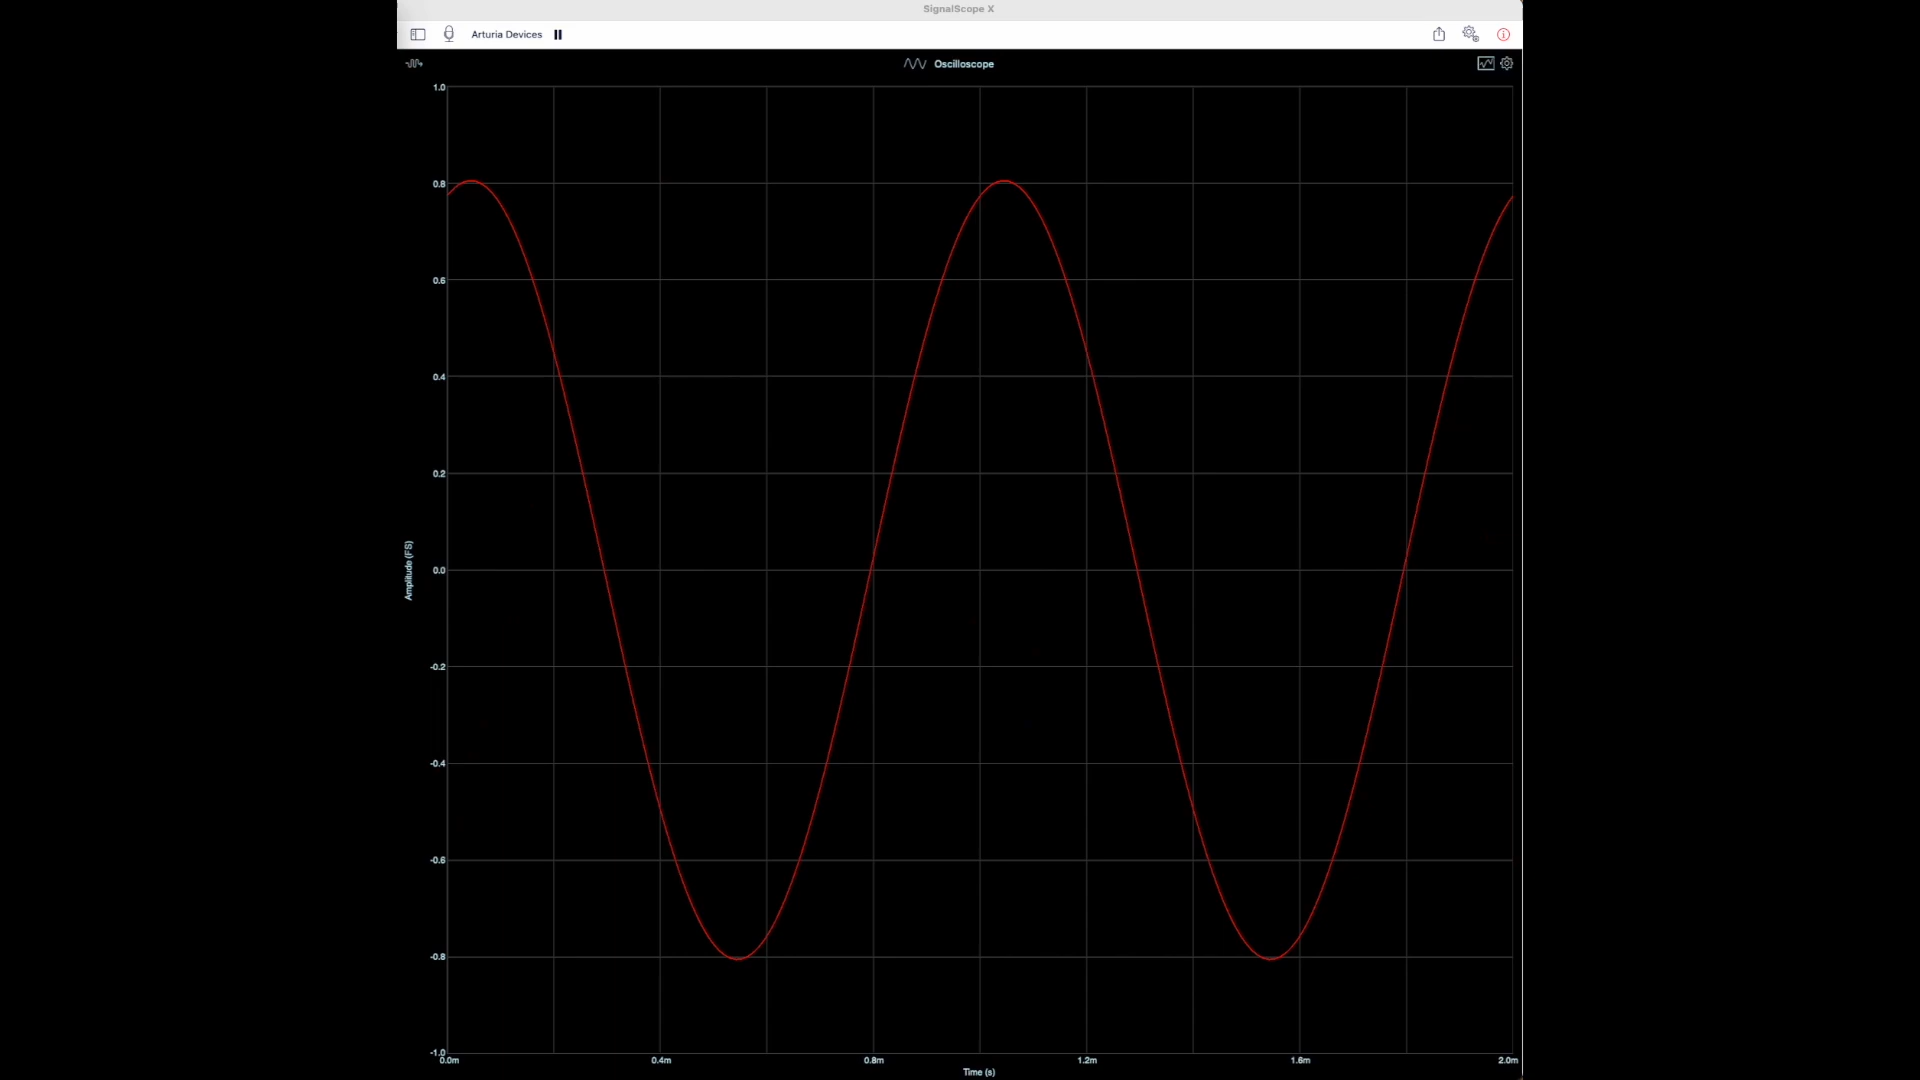 SignalScope X
Arturia Devices
Oscilloscope
1.0
0.8
0.6
0.4
0.2
0.0
-0.2
-0.4
-0.6
-0.8
-1.0
Amplitude (FS)
0.0m 0.4m 0.8m 1.2m 1.6m 2.0m
Time (s)